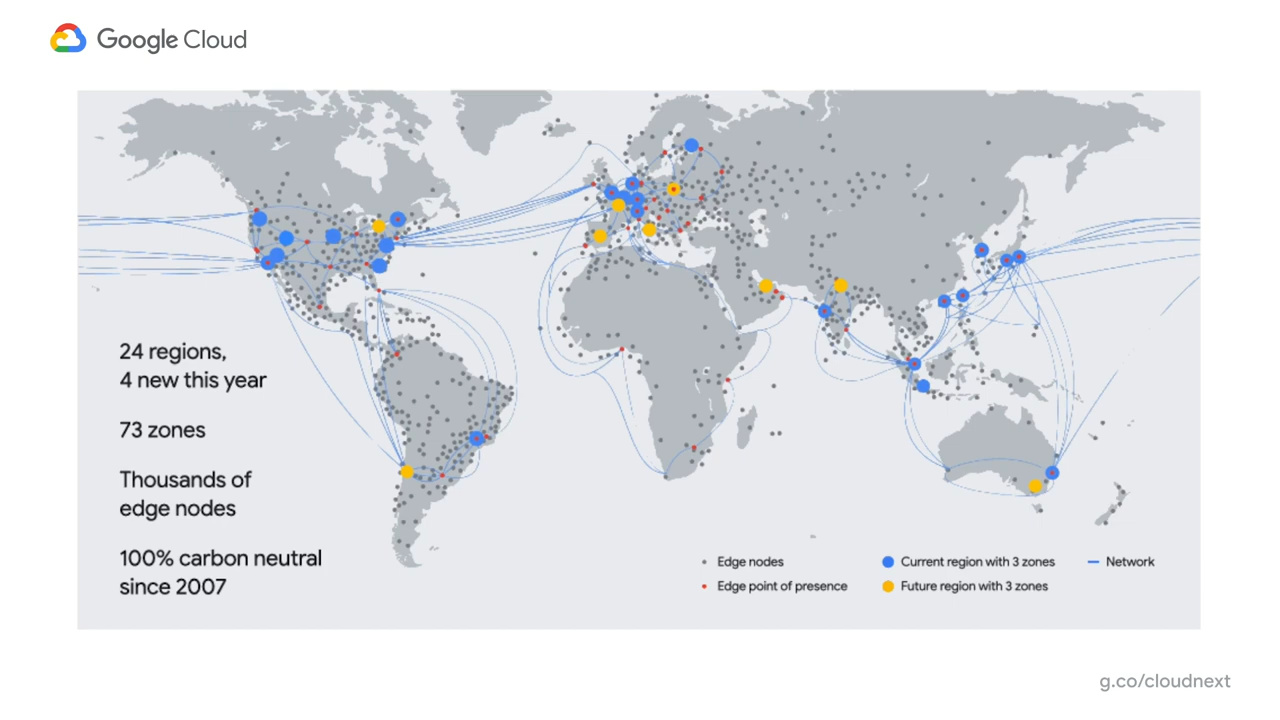 Google Cloud
24 regions,
4 new this year
73 zones
Thousands of
edge nodes
100% carbon neutral
since 2007
Edge nodes
Edge point of presence
Current region with 3 zones
Future region with 3 zones
Network
g.co/cloudnext